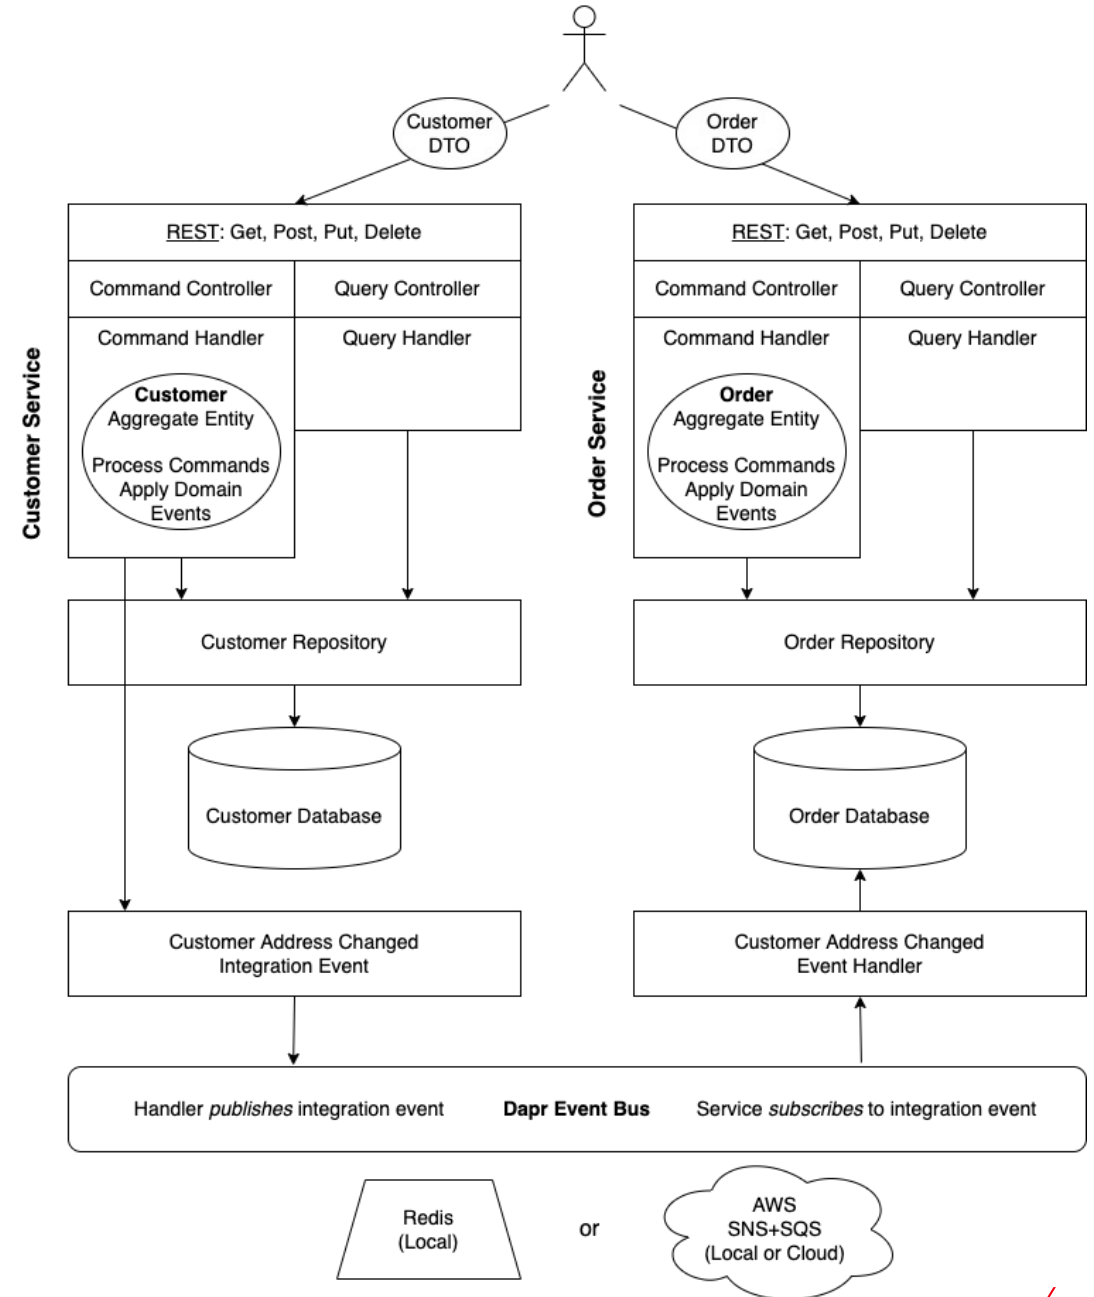 Customer
DTO
Order
DTO
REST: Get, Post, Put, Delete
Command Controller
Query Controller
Command Handler
Query Handler
Customer
Aggregate Entity
Process Commands
Apply Domain
Events
Customer Service
REST: Get, Post, Put, Delete
Command Controller
Query Controller
Command Handler
Query Handler
Order
Aggregate Entity
Process Commands
Apply Domain
Events
Order Service
Customer Repository
Order Repository
Customer Database
Order Database
Customer Address Changed
Integration Event
Customer Address Changed
Event Handler
Handler publishes integration event
Dapr Event Bus
Service subscribes to integration event
Redis
(Local)
or
AWS
SNS+SQS
(Local or Cloud)